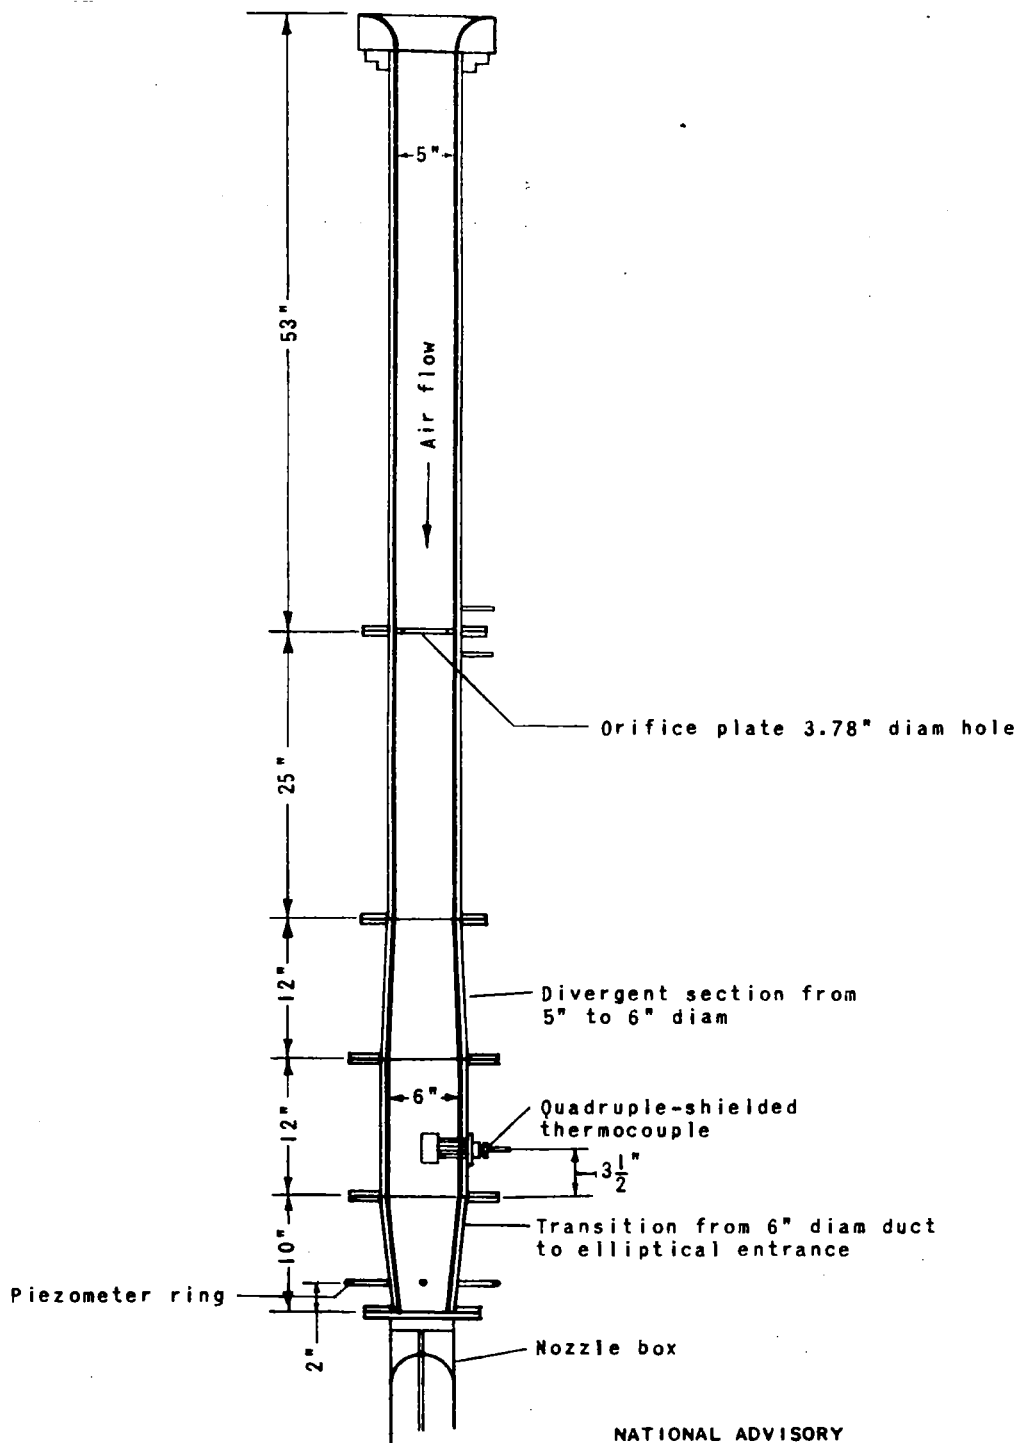 5"
53"
Air flow
Orifice plate 3.78" diam hole
25"
12"
Divergent section from
5" to 6" diam
6"
Quadruple-shielded
thermocouple
12"
3 1/2"
Transition from 6" diam duct
to elliptical entrance
10"
Piezometer ring
2"
Nozzle box
NATIONAL ADVISORY